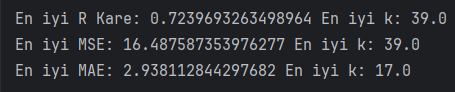 En iyi R Kare: 0.7239693263498964 En iyi k: 39.0
En iyi MSE: 16.487587353976277 En iyi k: 39.0
En iyi MAE: 2.938112844297682 En iyi k: 17.0